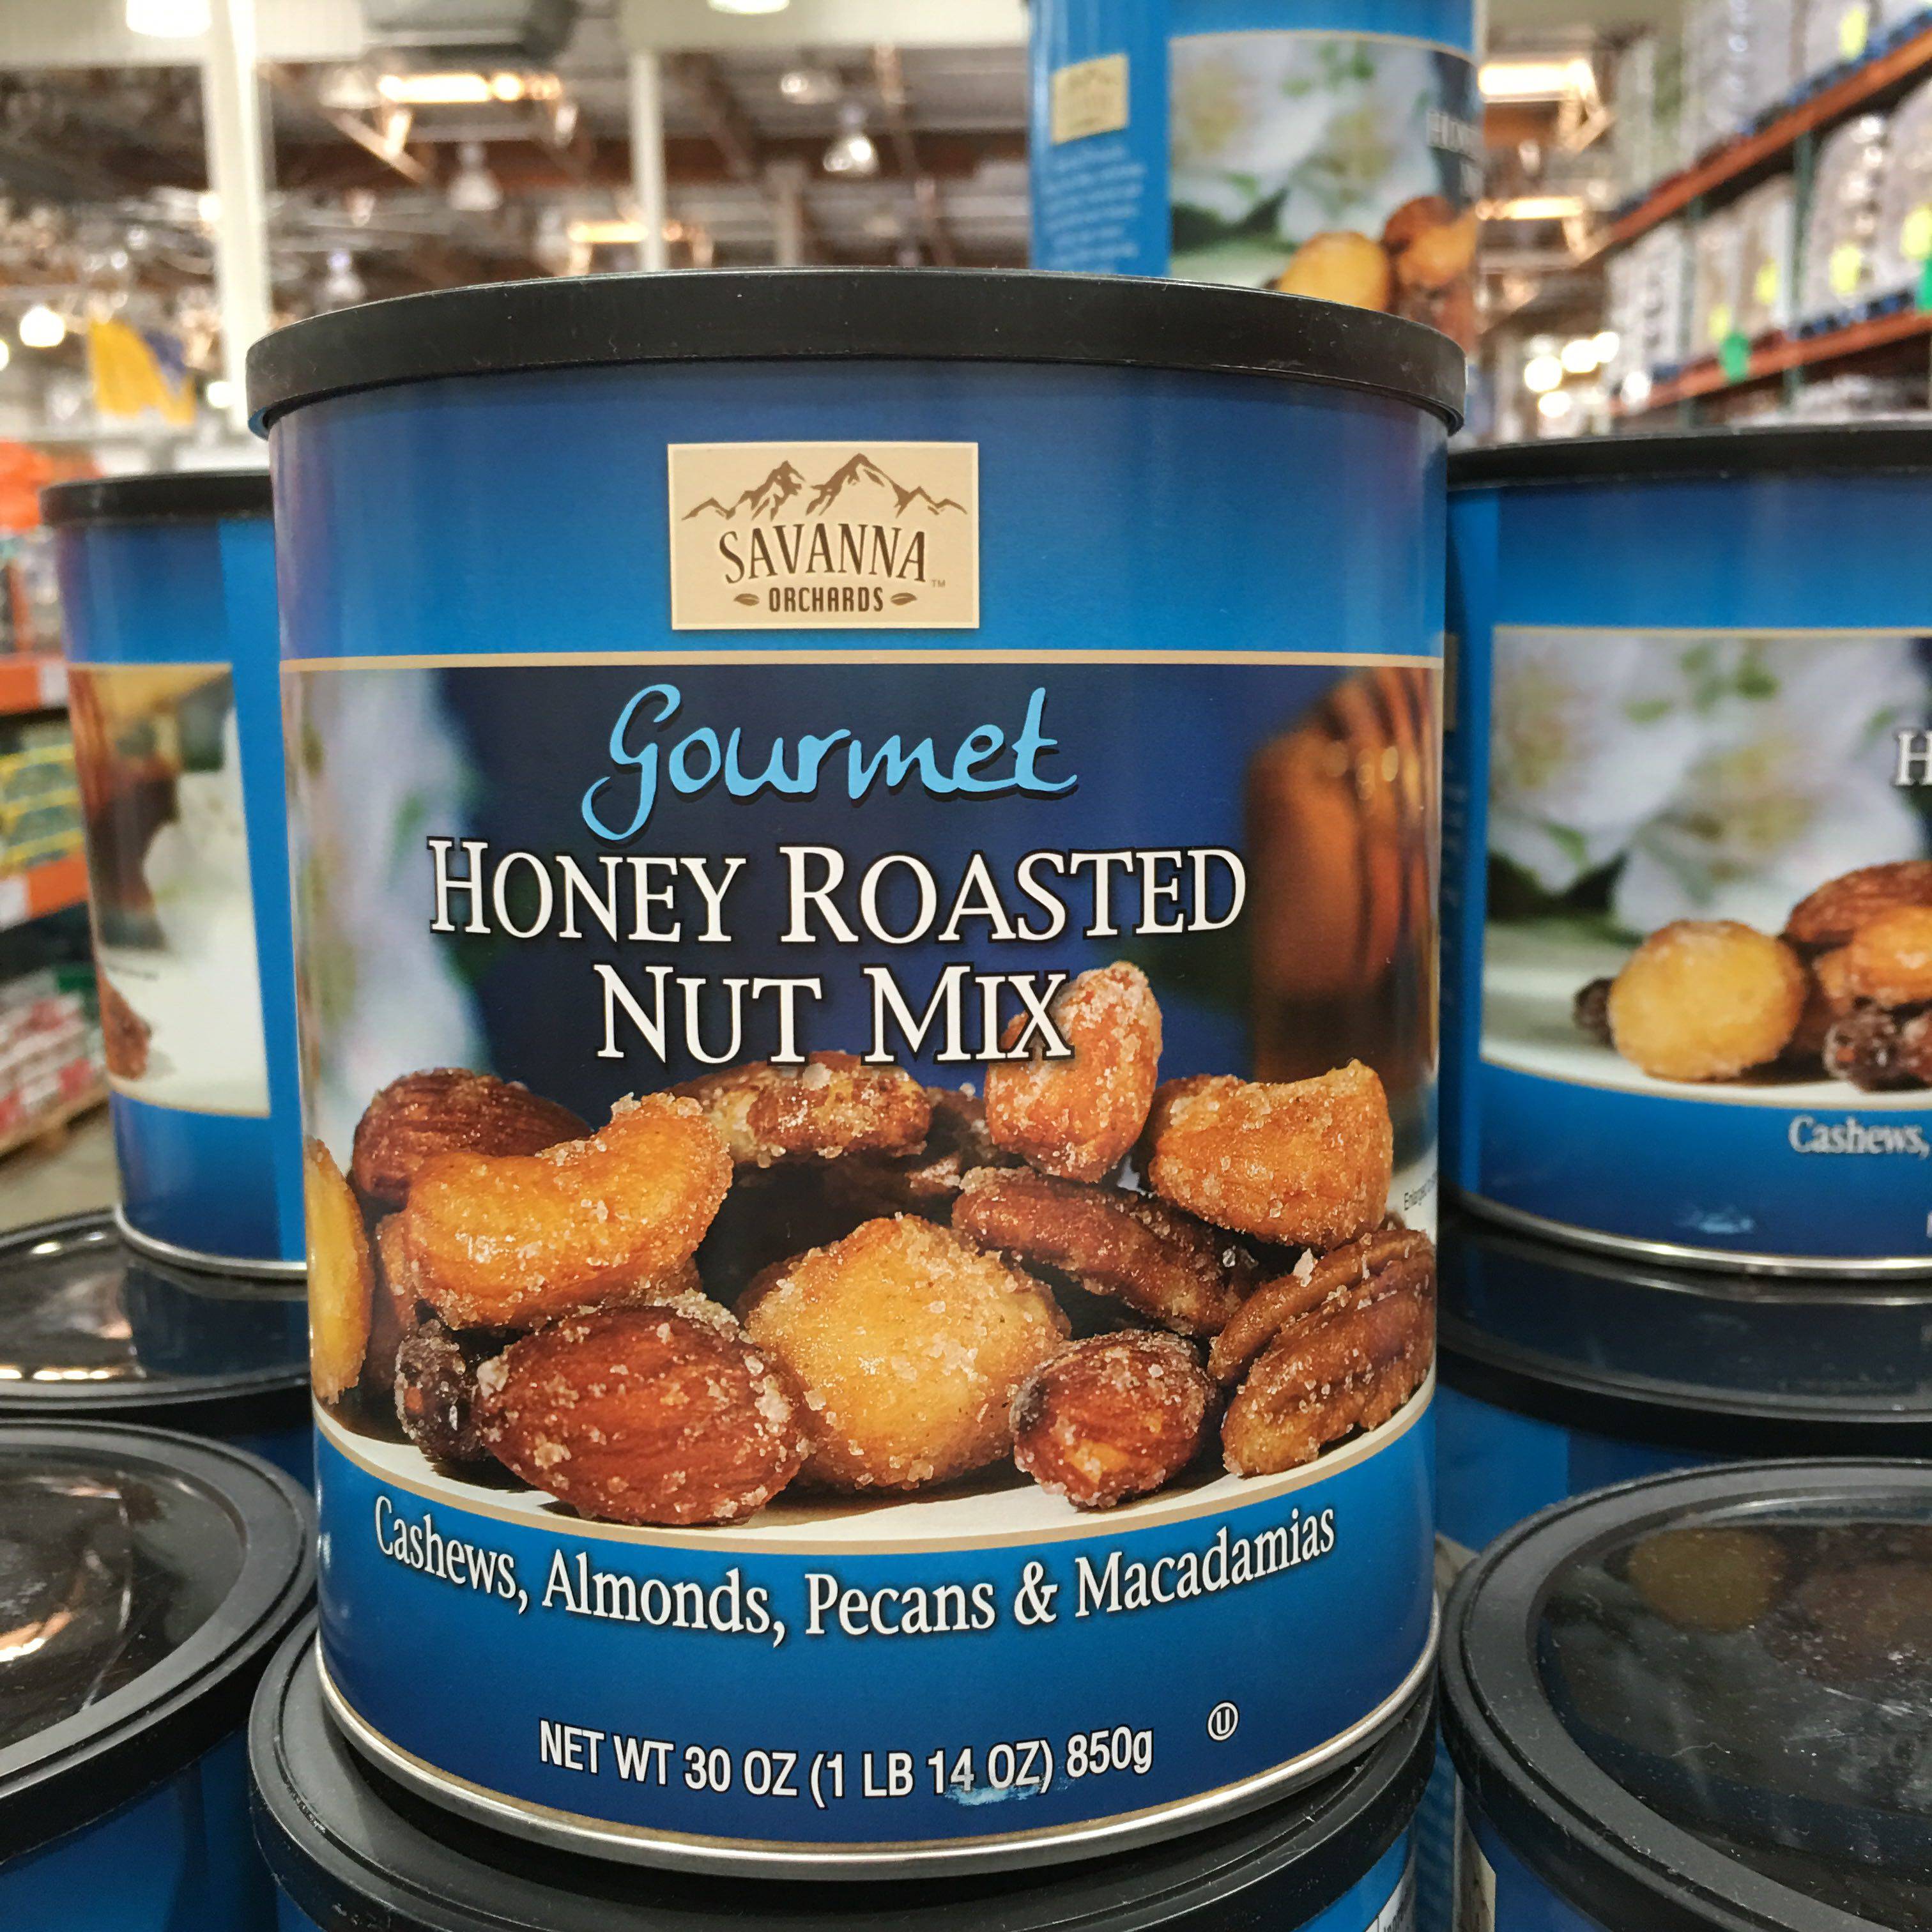 SAVANNA
ORCHARDS
™
Gourmet
HONEY ROASTED
NUT MIX
Cashews, Almonds, Pecans & Macadamias
NET WT 30 OZ (1 LB 14 OZ) 850g
U
Cashews,